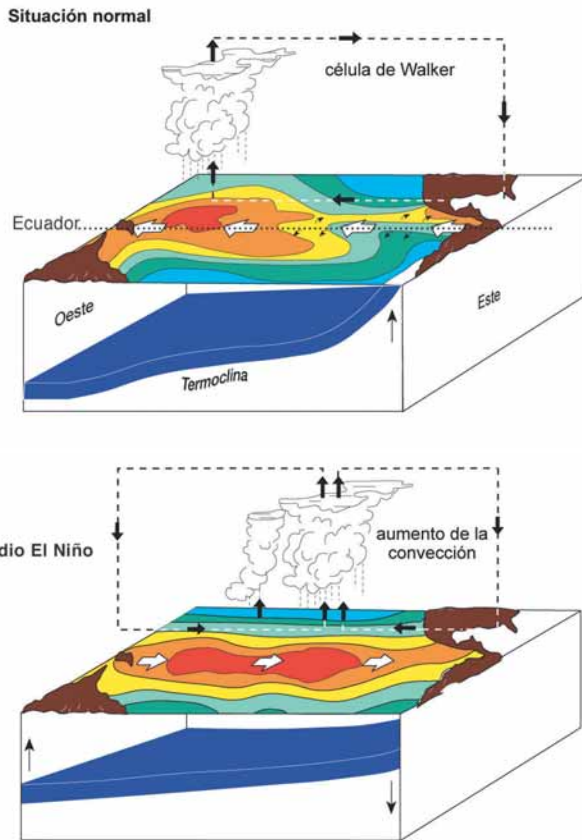 Situación normal
célula de Walker
Ecuador
Oeste
Este
Termoclina
dio El Niño
aumento de la
convección